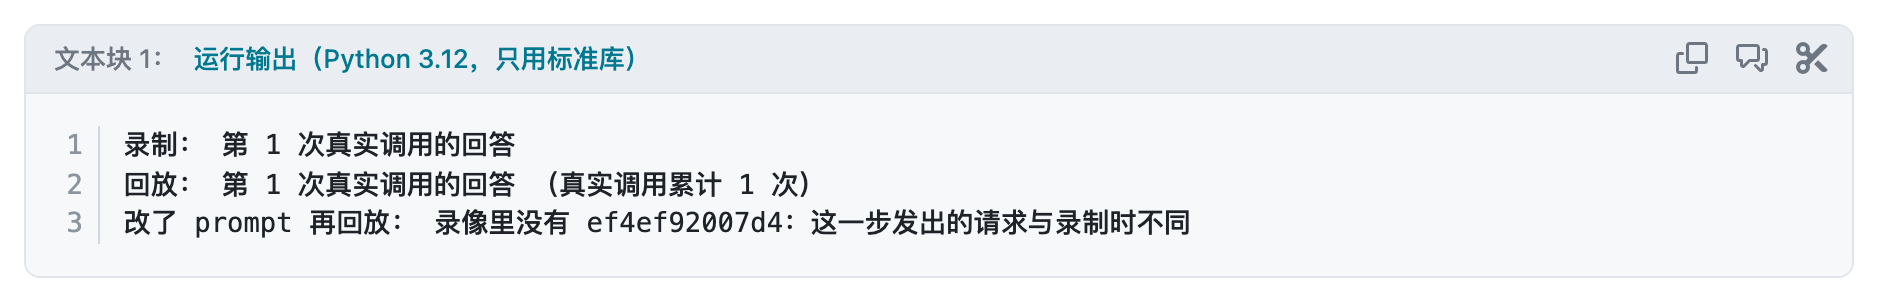 文本块 1： 运行输出（Python 3.12，只用标准库）
1 录制： 第 1 次真实调用的回答
2 回放： 第 1 次真实调用的回答 （真实调用累计 1 次）
3 改了 prompt 再回放： 录像里没有 ef4ef92007d4：这一步发出的请求与录制时不同